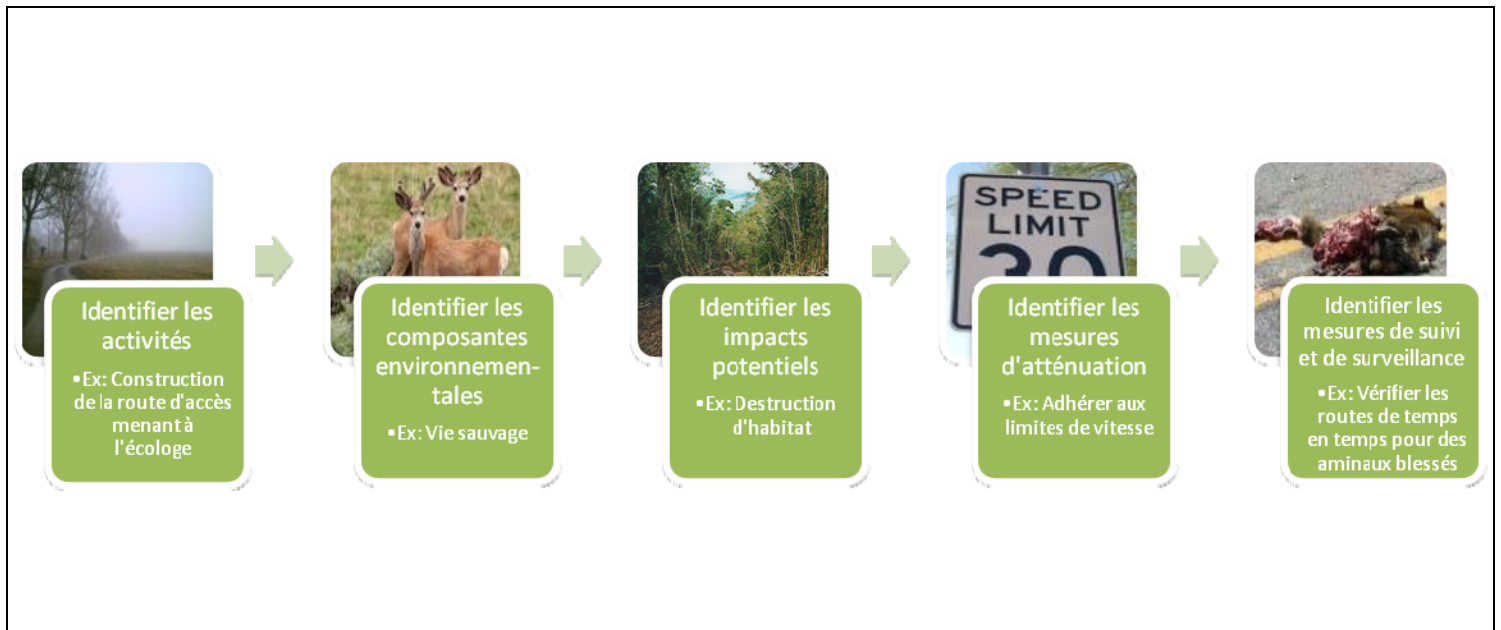 Identifier les
activités
▪Ex: Construction
de la route d'accès
menant à
l'écologe
Identifier les
composantes
environnemen-
tales
▪Ex: Vie sauvage
Identifier les
impacts
potentiels
▪Ex: Destruction
d'habitat
SPEED
LIMIT
30
Identifier les
mesures
d'atténuation
▪Ex: Adhérer aux
limites de vitesse
Identifier les
mesures de suivi
et de surveillance
▪Ex: Vérifier les
routes de temps
en temps pour des
aminaux blessés